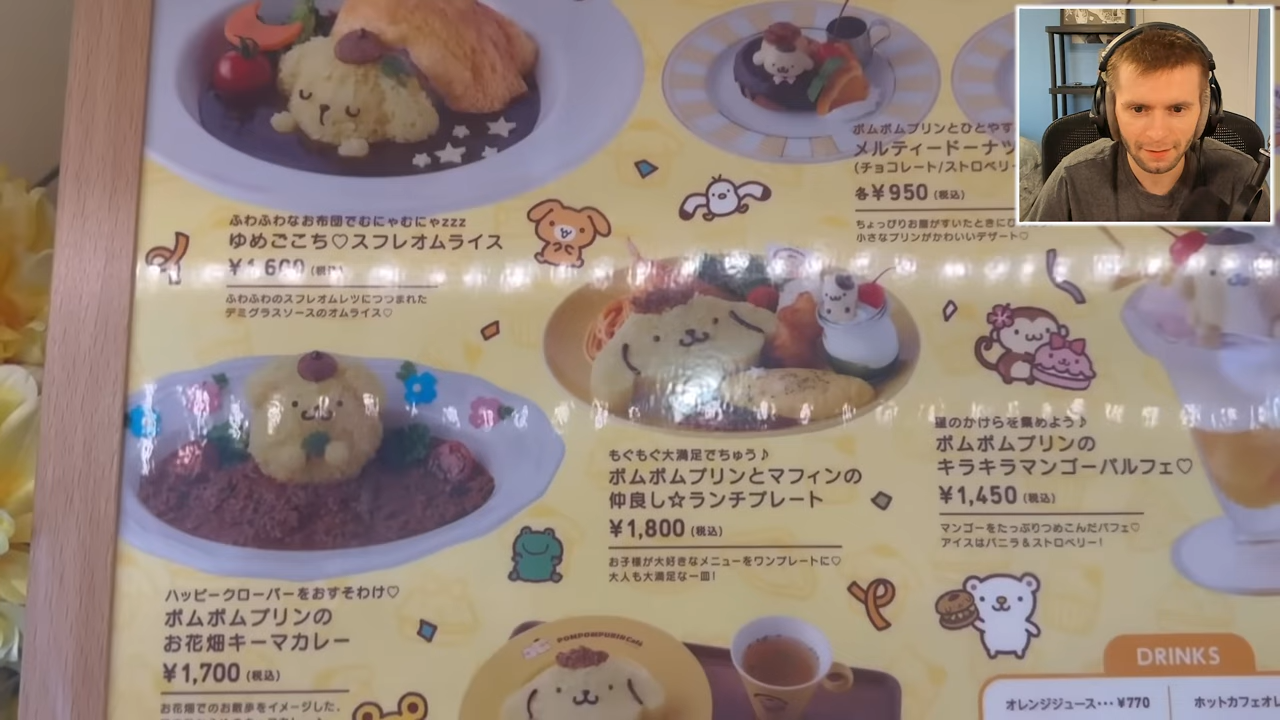 ふわふわなお布団でむにゃむにゃzzz
ゆめごこち♡スフレオムライス
¥1,600 (税込)
ふわふわのスフレオムレツにつつまれた
デミグラスソースのオムライス♡
ポムポムプリンとひとやす
メルティードーナツ
(チョコレート/ストロベリー
各¥950 (税込)
ちょっぴりお腹がすいたときにぴ
小さなプリンがかわいいデザート♡
もぐもぐ大満足でちゅう♪
ポムポムプリンとマフィンの
仲良し☆ランチプレート
¥1,800 (税込)
お子様が大好きなメニューをワンプレートに♡
大人も大満足な一皿!
星のかけらを集めよう♪
ポムポムプリンの
キラキラマンゴーパルフェ♡
¥1,450 (税込)
マンゴーをたっぷりつめこんだパフェ♡
アイスはバニラ&ストロベリー!
ハッピークローバーをおすそわけ♡
ポムポムプリンの
お花畑キーマカレー
¥1,700 (税込)
お花畑でのお散歩をイメージした、
POMPOMPURIN Cafe
DRINKS
オレンジジュース…¥770
ホットカフェオレ